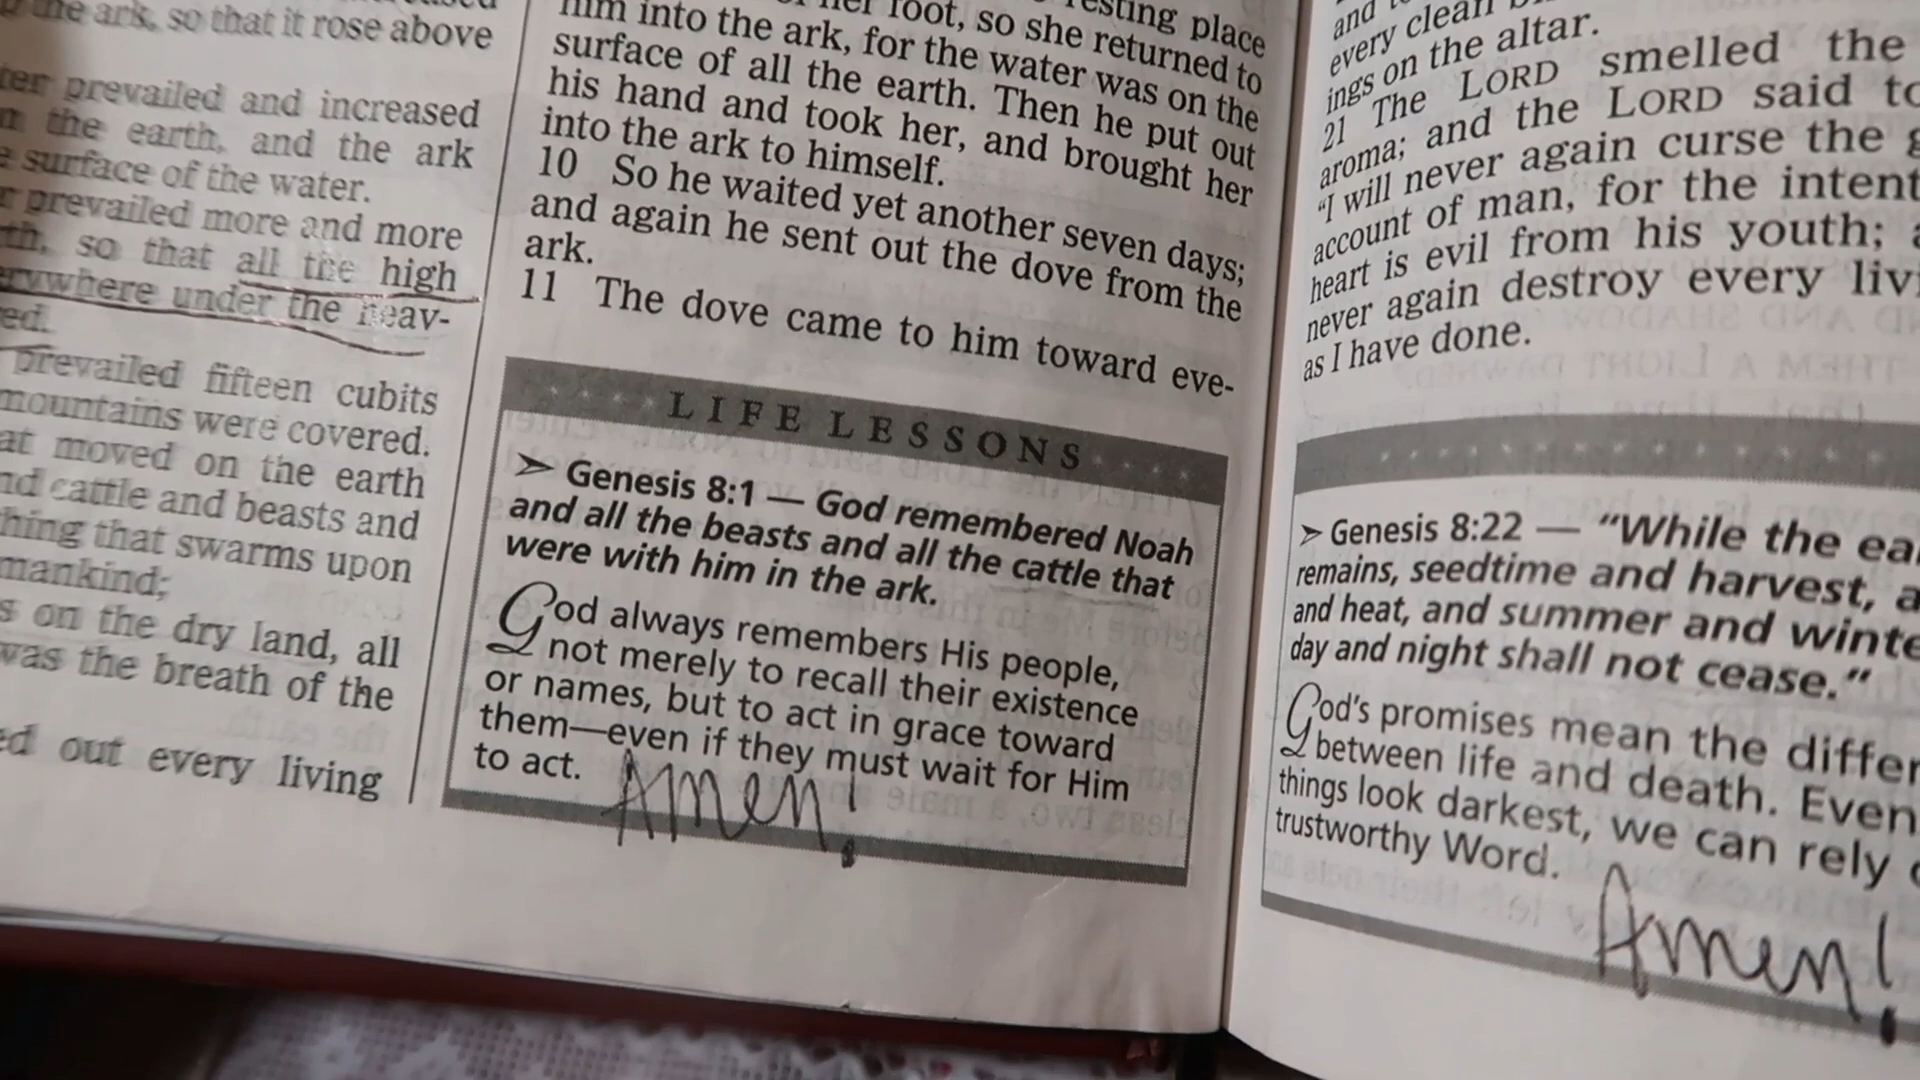 the ark, so that it rose above
prevailed and increased
the earth, and the ark
surface of the water.
prevailed more and more
so that all the high
under the heav-
prevailed fifteen cubits
mountains were covered.
moved on the earth
cattle and beasts and
that swarms upon
mankind;
on the dry land, all
was the breath of the
out every living
resting place
foot, so she returned to
him into the ark, for the water was on the
surface of all the earth. Then he put out
his hand and took her, and brought her
into the ark to himself.
10 So he waited yet another seven days;
and again he sent out the dove from the
ark.
11 The dove came to him toward eve-
LIFE LESSONS
➢ Genesis 8:1 — God remembered Noah
and all the beasts and all the cattle that
were with him in the ark.
God always remembers His people,
not merely to recall their existence
or names, but to act in grace toward
them—even if they must wait for Him
to act.
Amen!
and
every clean
ings on the altar.
21 The LORD smelled the
aroma; and the LORD said to
“I will never again curse the
account of man, for the intent
heart is evil from his youth;
never again destroy every
as I have done.
➢ Genesis 8:22 — “While the
remains, seedtime and harvest,
and heat, and summer and
day and night shall not cease.”
God's promises mean the
between life and death. Even
things look darkest, we can rely
trustworthy Word.
Amen!